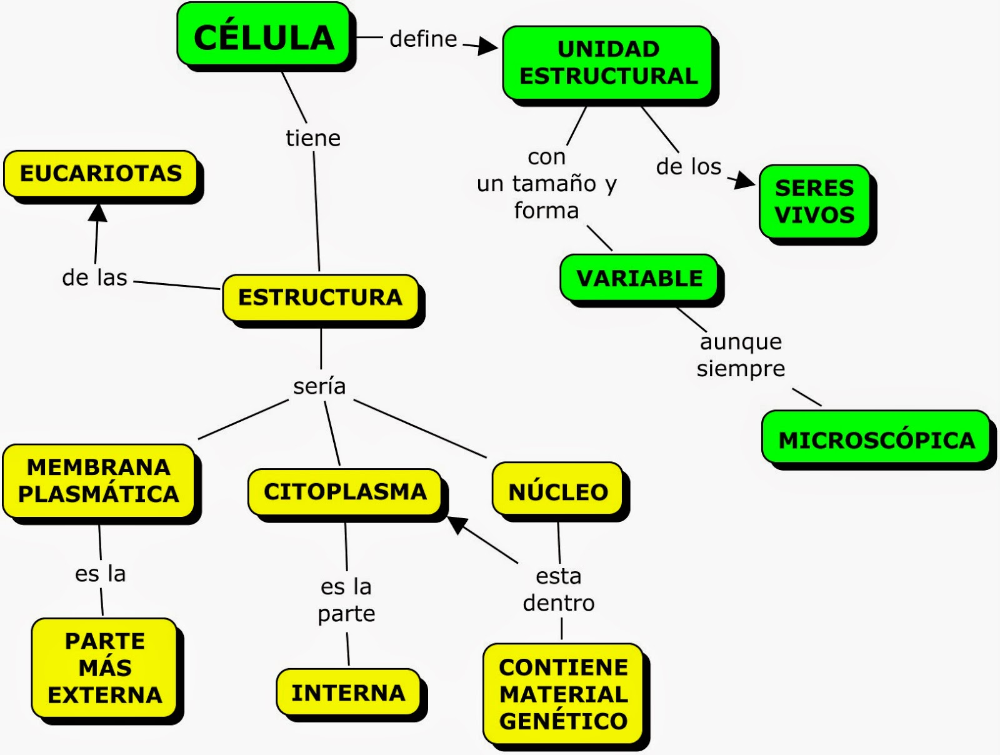 CÉLULA
define
UNIDAD
ESTRUCTURAL
tiene
con
un tamaño y
forma
de los
SERES
VIVOS
EUCARIOTAS
de las
ESTRUCTURA
VARIABLE
aunque
siempre
MICROSCÓPICA
sería
MEMBRANA
PLASMÁTICA
CITOPLASMA
NÚCLEO
es la
es la
parte
esta
dentro
PARTE
MÁS
EXTERNA
INTERNA
CONTIENE
MATERIAL
GENÉTICO